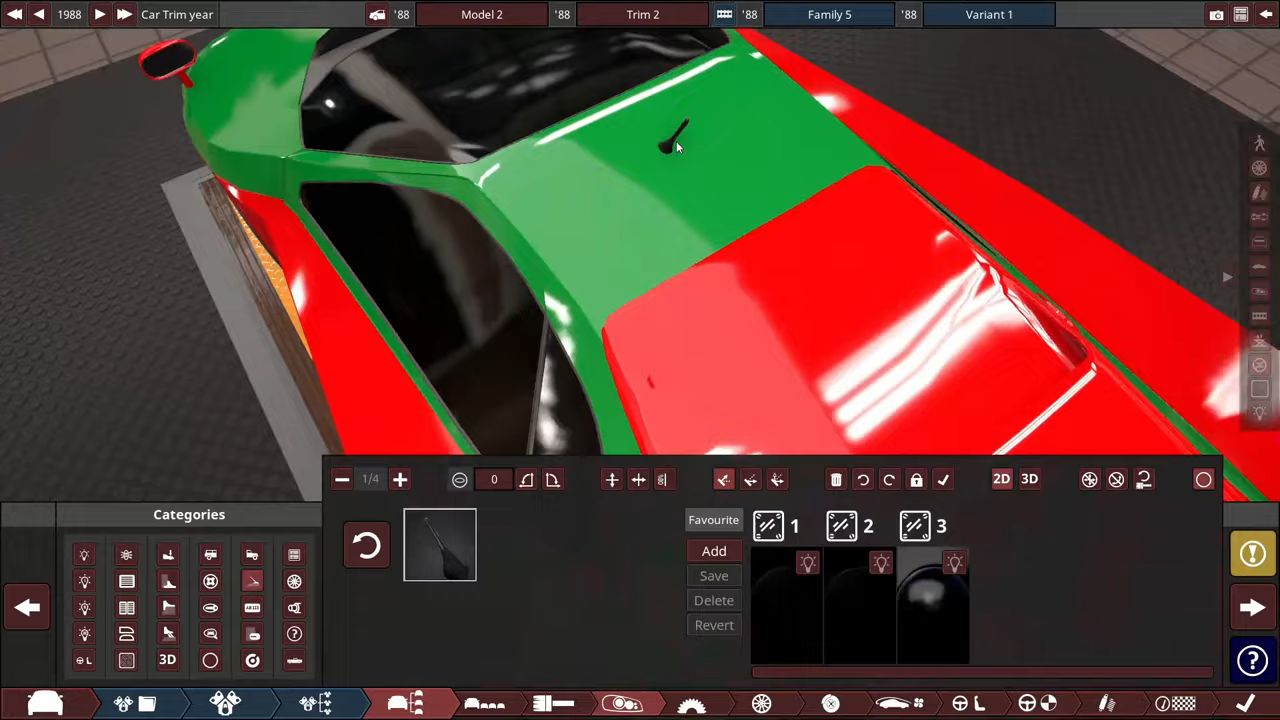 1988 Car Trim year '88 Model 2 '88 Trim 2 '88 Family 5 '88 Variant 1
1/4 0 2D 3D
Categories
Favourite 1 2 3
Add
Save
Delete
Revert
L 3D